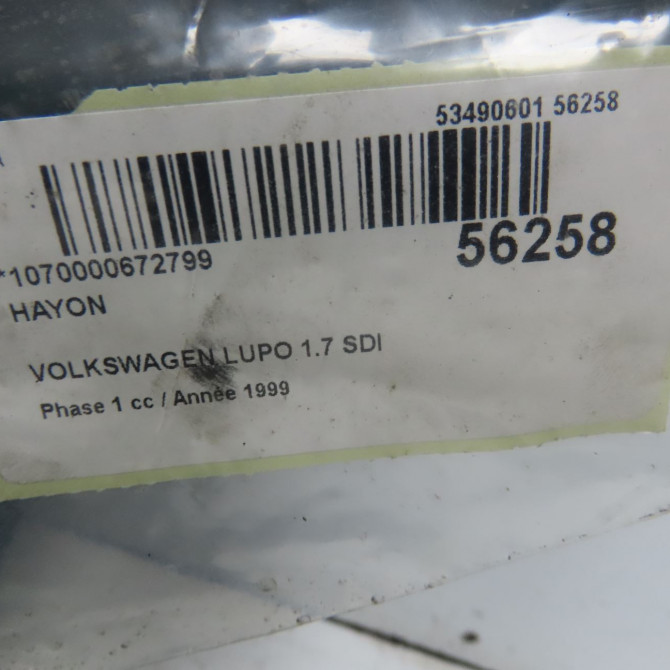 53490601 56258
56258
*1070000672799
HAYON
VOLKSWAGEN LUPO 1.7 SDI
Phase 1 cc / Année 1999